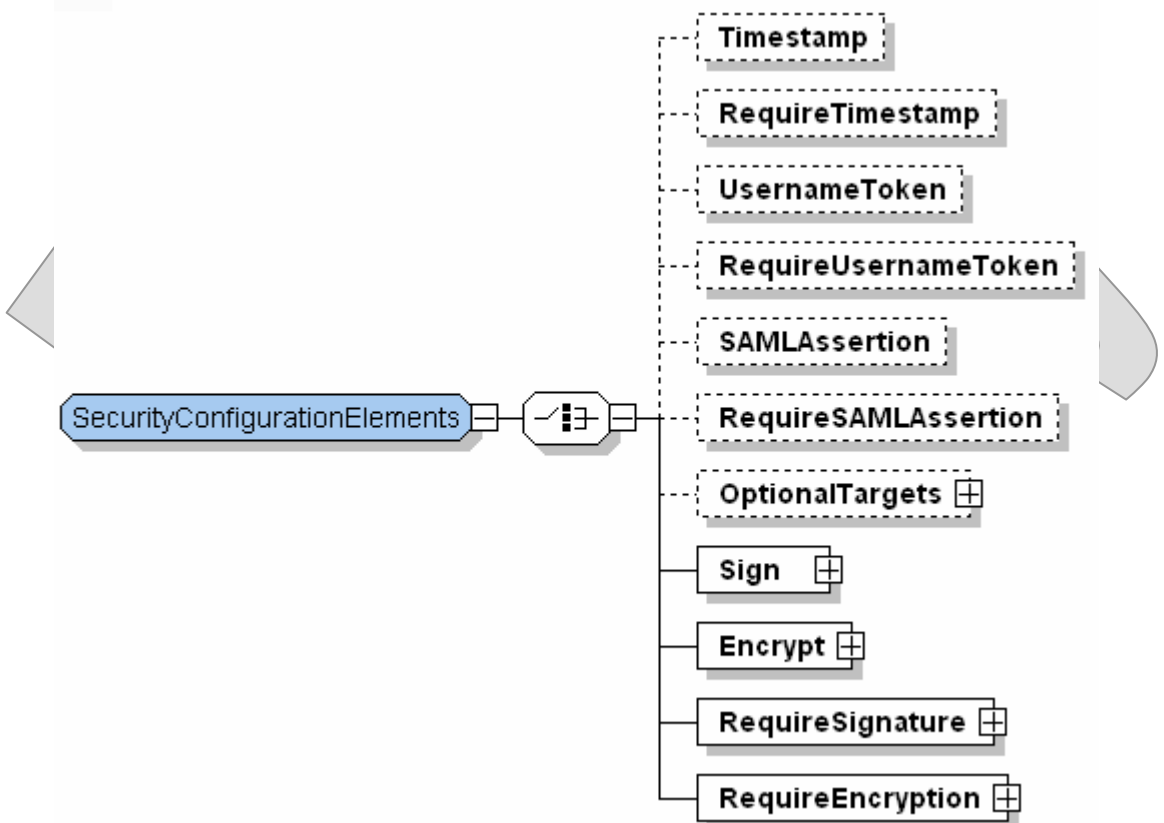 Timestamp
RequireTimestamp
UsernameToken
RequireUsernameToken
SAMLAssertion
SecurityConfigurationElements
RequireSAMLAssertion
OptionalTargets
Sign
Encrypt
RequireSignature
RequireEncryption